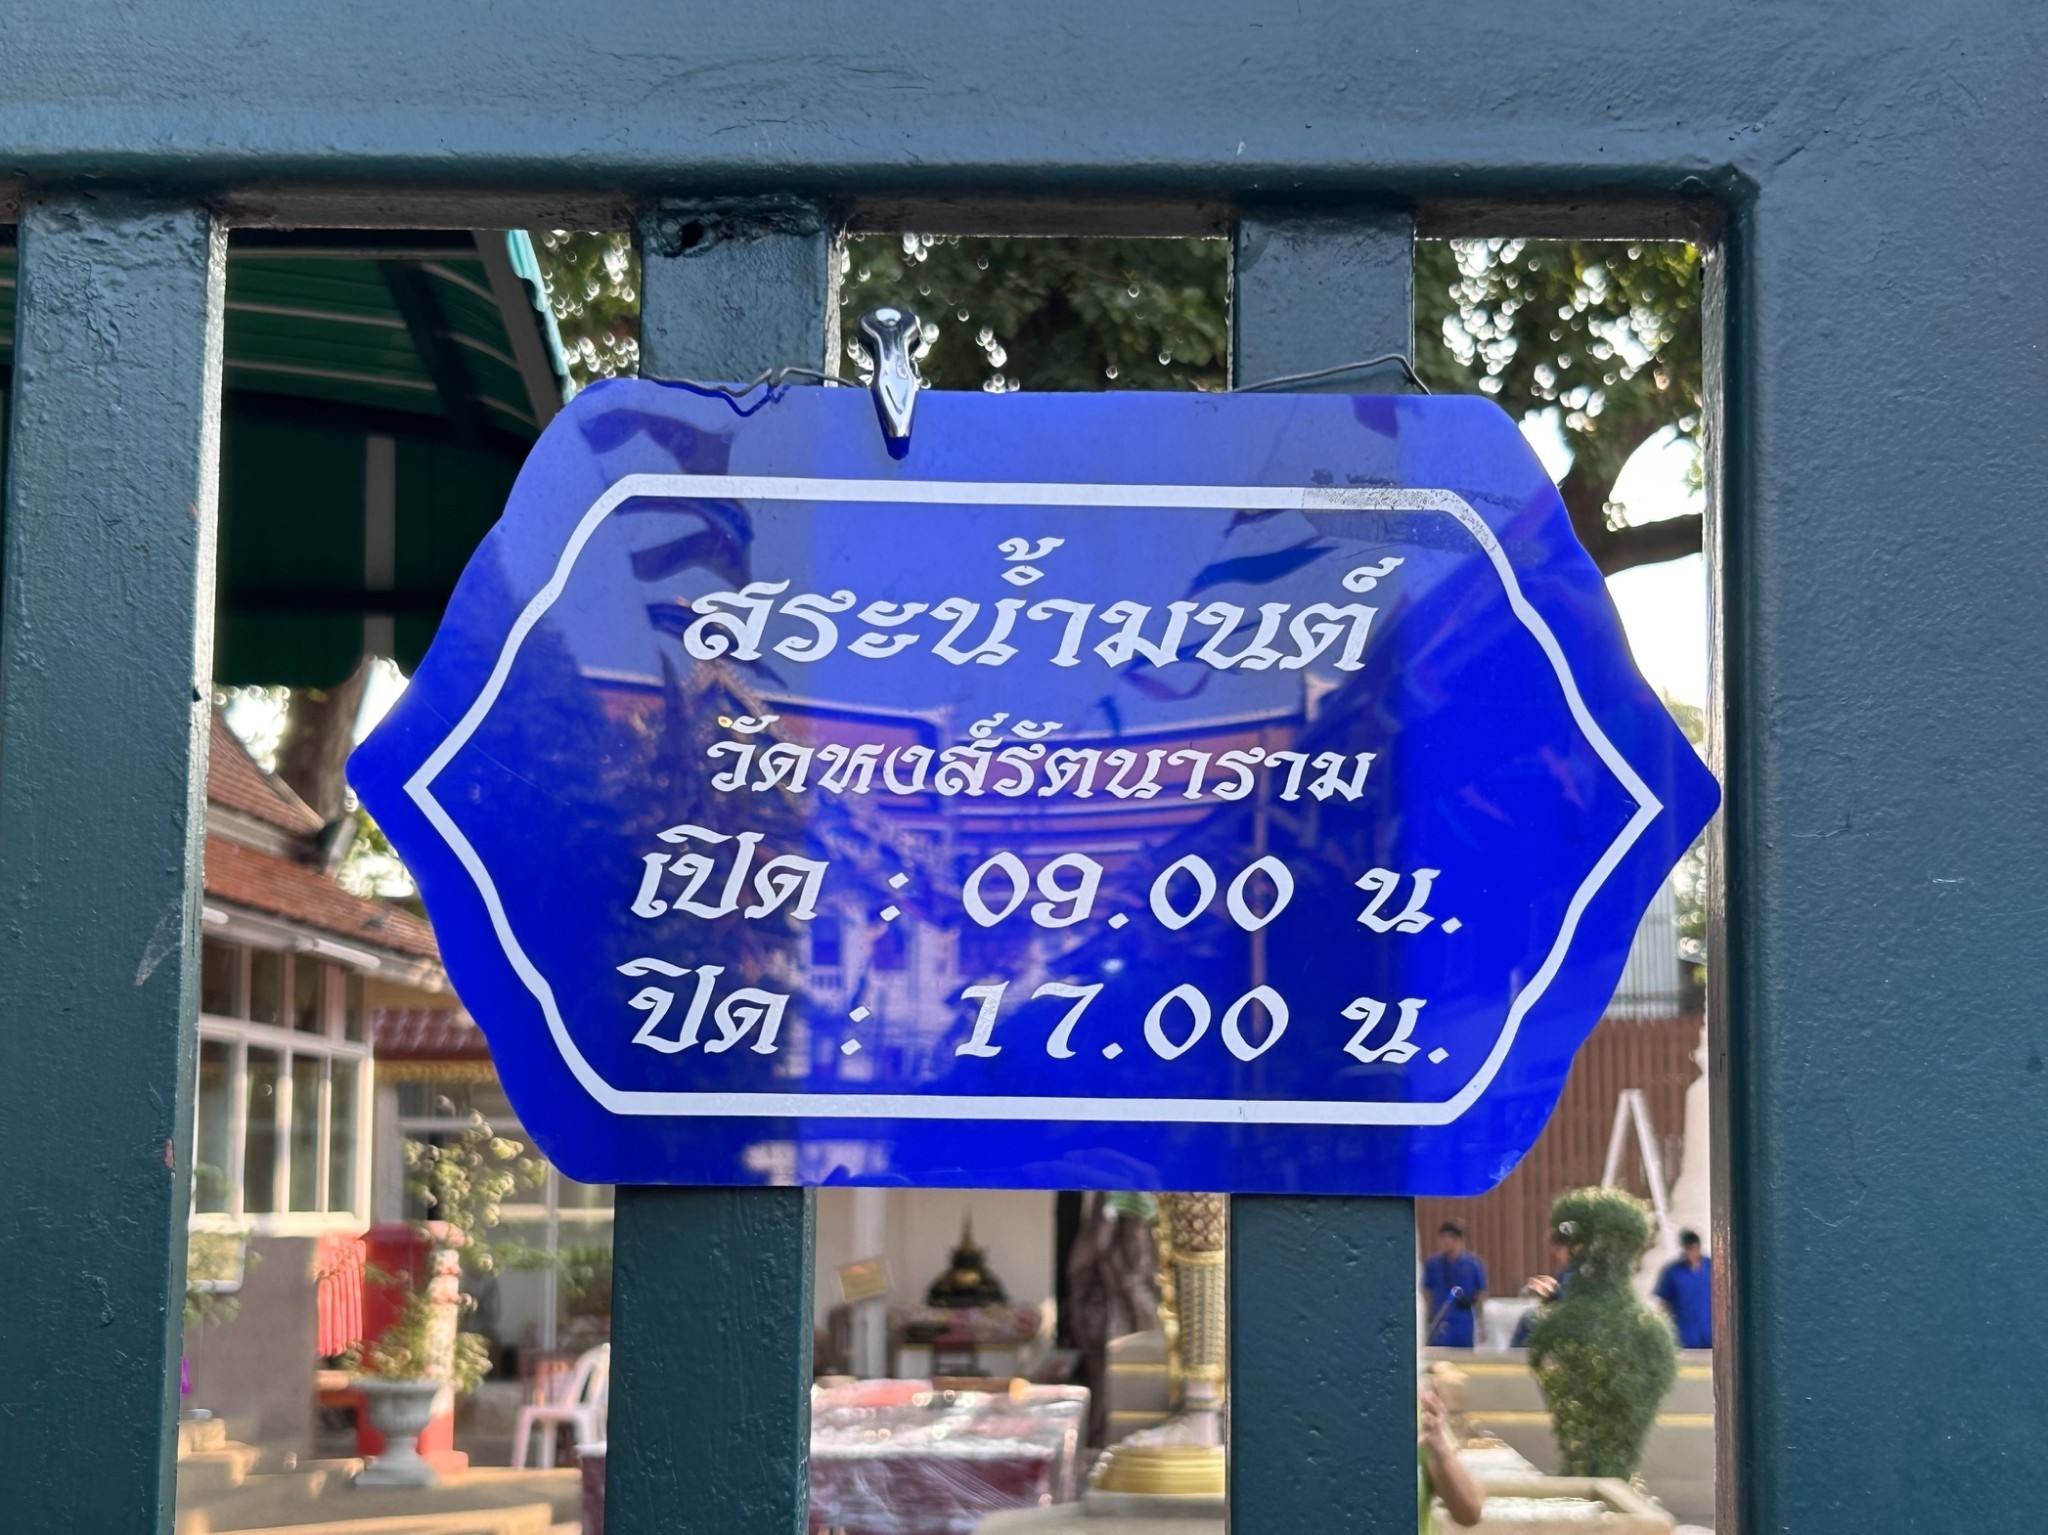 สระน้ำมนต์
วัดหงส์รัตนาราม
เปิด : 09.00 น.
ปิด : 17.00 น.